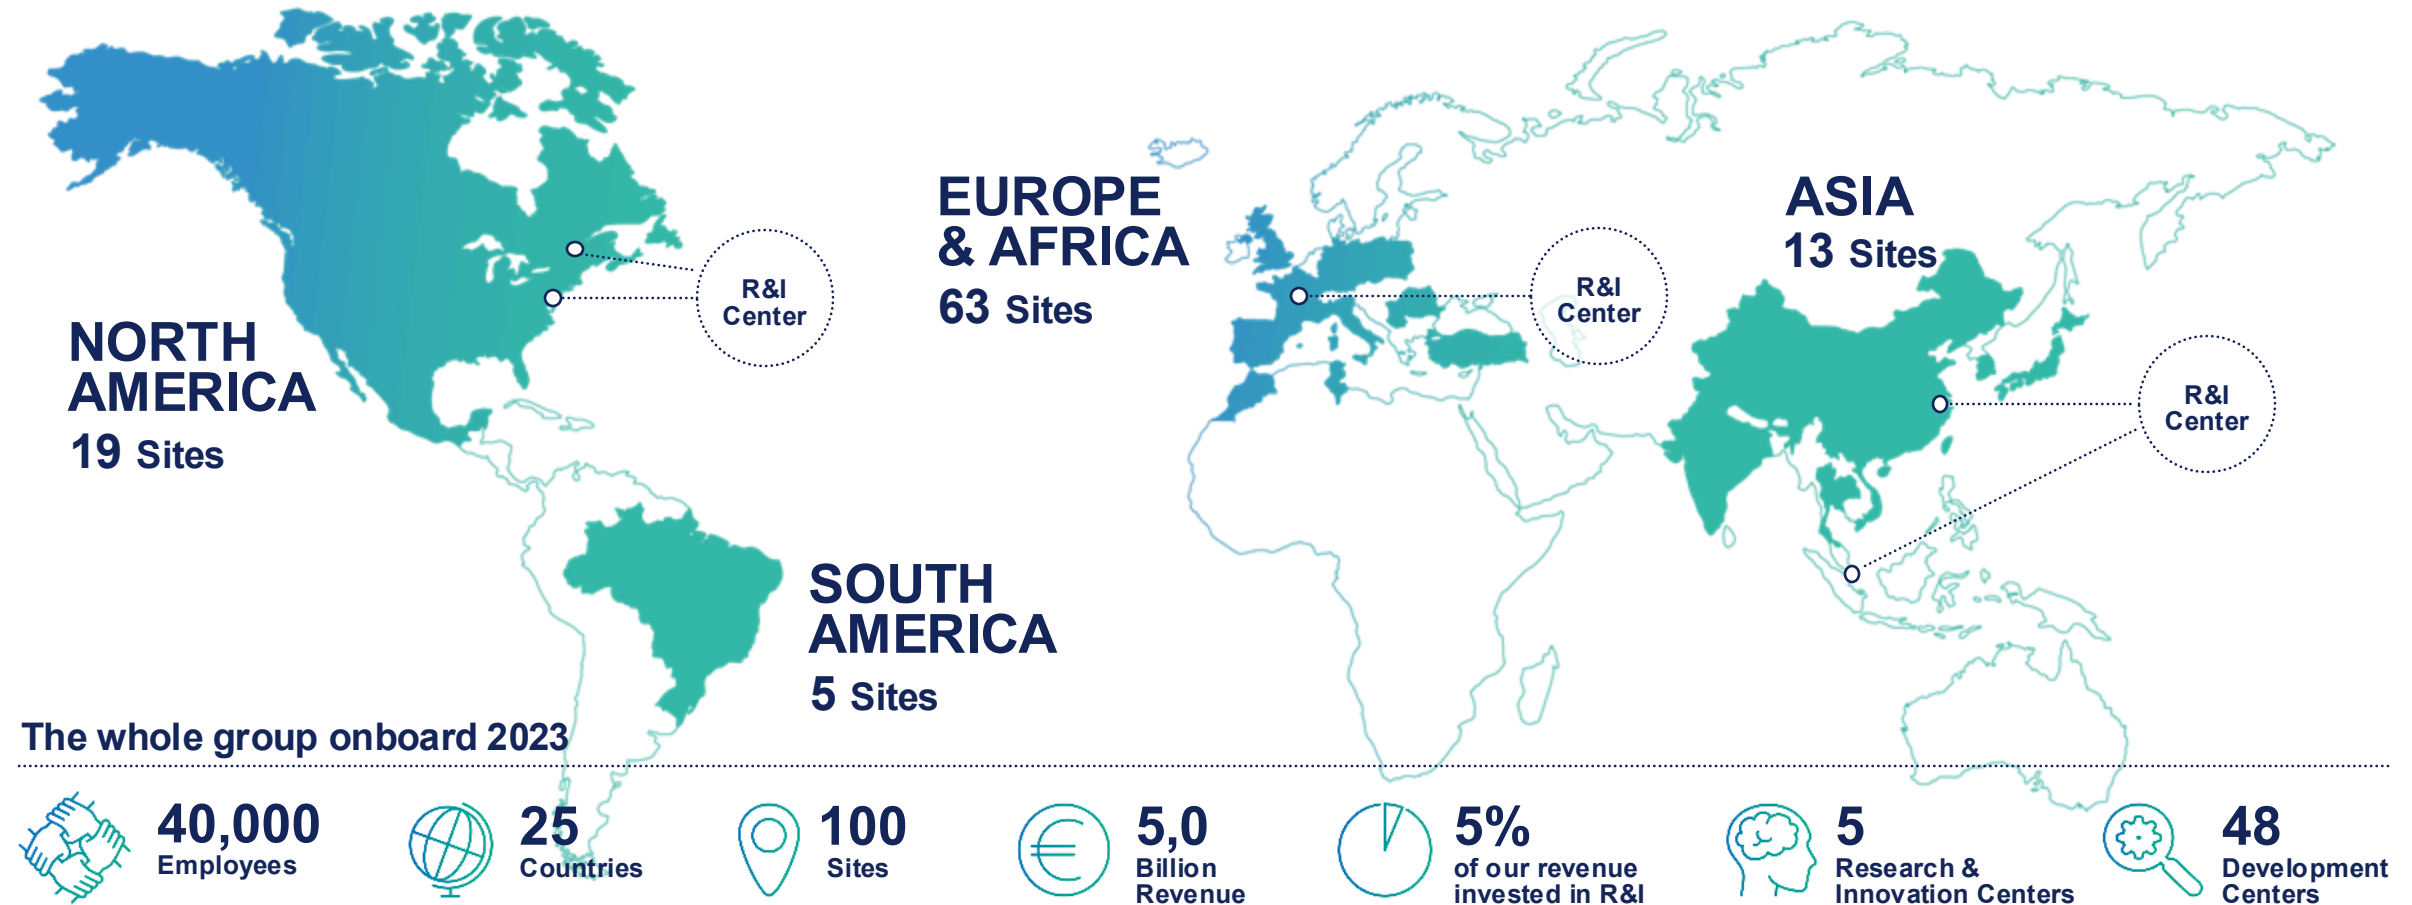 EUROPE
& AFRICA
63 Sites
ASIA
13 Sites
R&I
Center
R&I
Center
NORTH
AMERICA
19 Sites
R&I
Center
SOUTH
AMERICA
5 Sites
The whole group onboard 2023
40,000
Employees
25
Countries
100
Sites
5,0
Billion
Revenue
5%
of our revenue
invested in R&I
5
Research &
Innovation Centers
48
Development
Centers